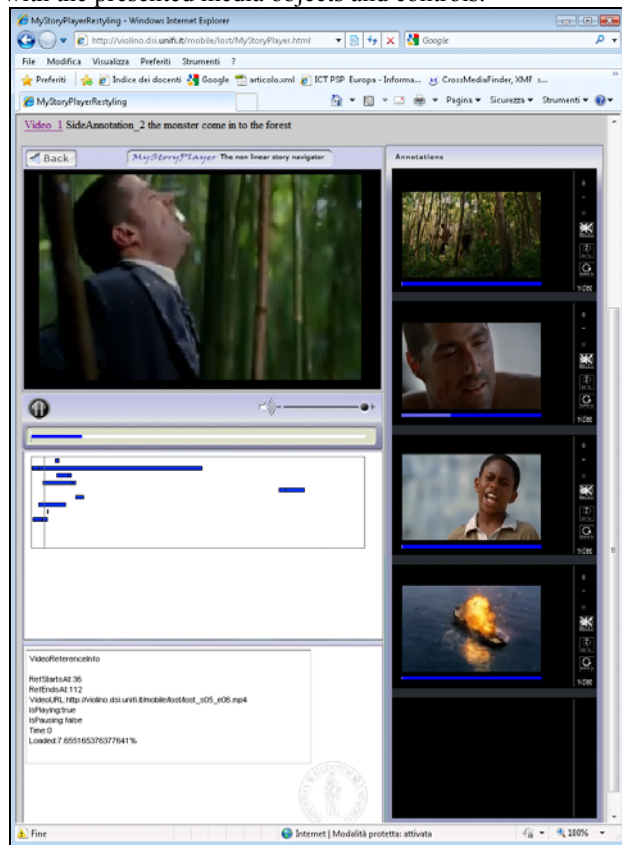 with the presented media objects and controls.
MyStoryPlayerRestyling - Windows Internet Explorer
http://violino.dsi.unifi.it/mobile/lost/MyStoryPlayer.html
Google
File Modifica Visualizza Preferiti Strumenti ?
Preferiti Indice dei docenti Google articolo.xml ICT PSP Europa - Informa... CrossMediaFinder, XMF s...
MyStoryPlayerRestyling
Pagina Sicurezza Strumenti
Video_1 SideAnnotation_2 the monster come in to the forest
Back
MyStoryPlayer The non linear story navigator
Annotations
VIDEO
VIDEO
VIDEO
VIDEO
VideoReferenceInfo
RefStartsAt:36
RefEndsAt:112
VideoURL:http://violino.dsi.unifi.it/mobile/lost/lost_s05_e06.mp4
IsPlaying:true
IsPausing:false
Time:0
Loaded:7.655165376377641%
Fine
Internet | Modalità protetta: attivata
100%